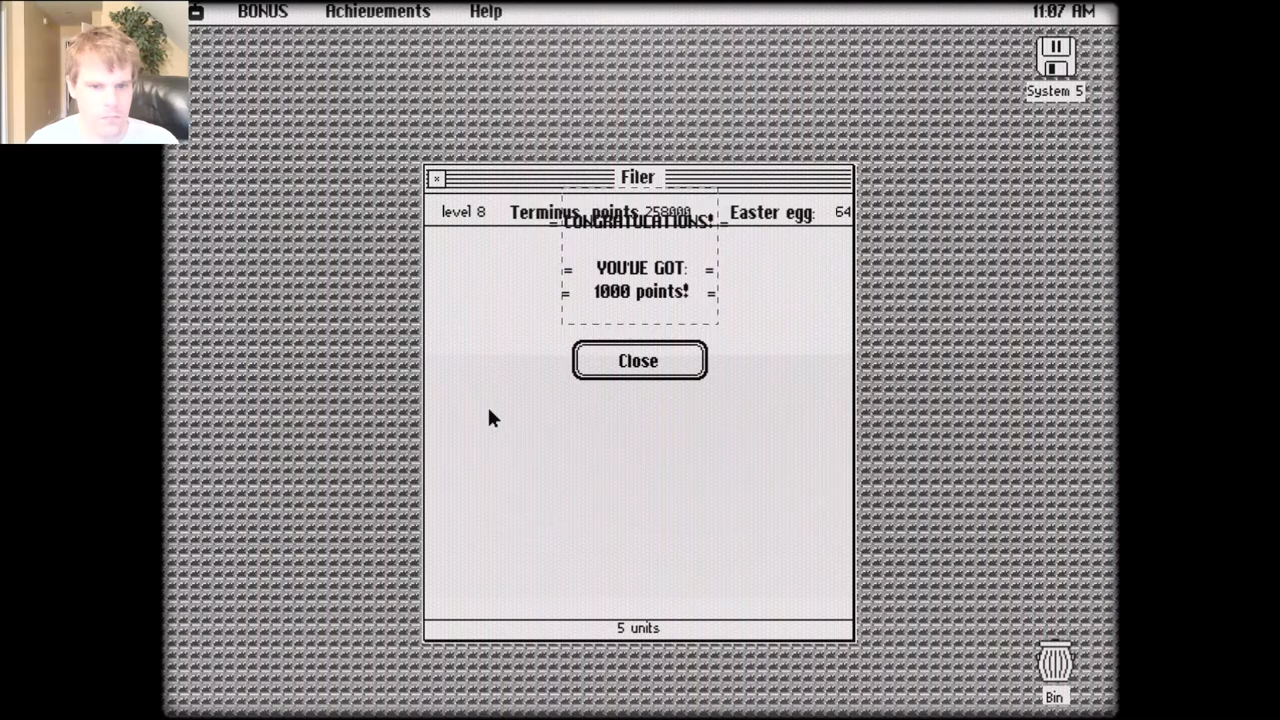 BONUS Achievements Help 11:07 AM
System 5
Filer
level 8 Terminus points 258000 Easter egg: 64
= CONGRATULATIONS! =
= YOU'VE GOT: =
= 1000 points! =
Close
5 units
Bin